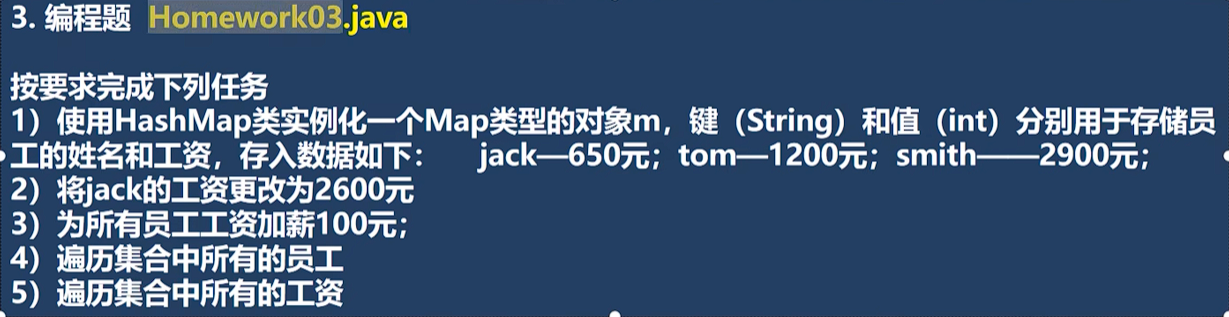 3. 编程题 Homework03.java
按要求完成下列任务
1）使用HashMap类实例化一个Map类型的对象m，键（String）和值（int）分别用于存储员
工的姓名和工资，存入数据如下： jack—650元；tom—1200元；smith——2900元；
2）将jack的工资更改为2600元
3）为所有员工工资加薪100元；
4）遍历集合中所有的员工
5）遍历集合中所有的工资